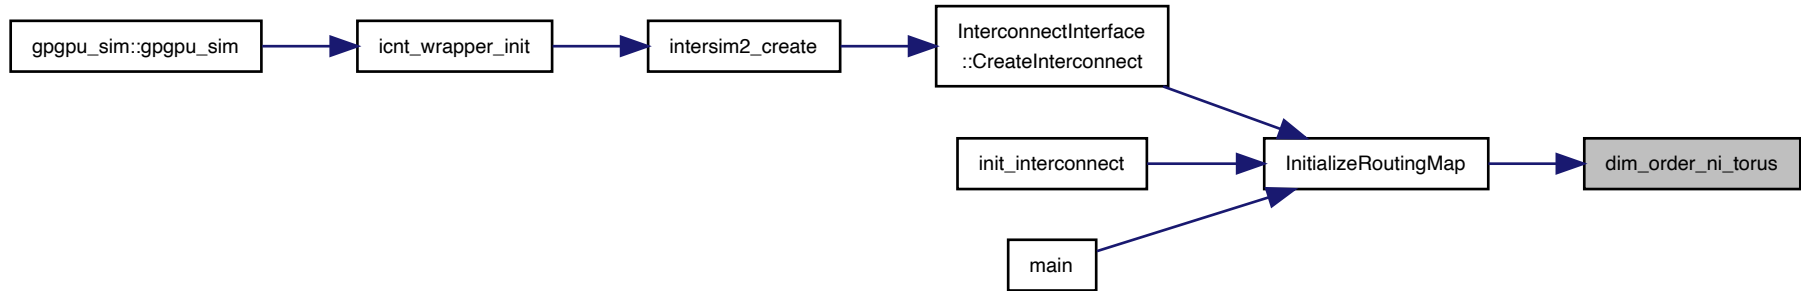 gpgpu_sim::gpgpu_sim
icnt_wrapper_init
intersim2_create
InterconnectInterface
::CreateInterconnect
init_interconnect
InitializeRoutingMap
dim_order_ni_torus
main